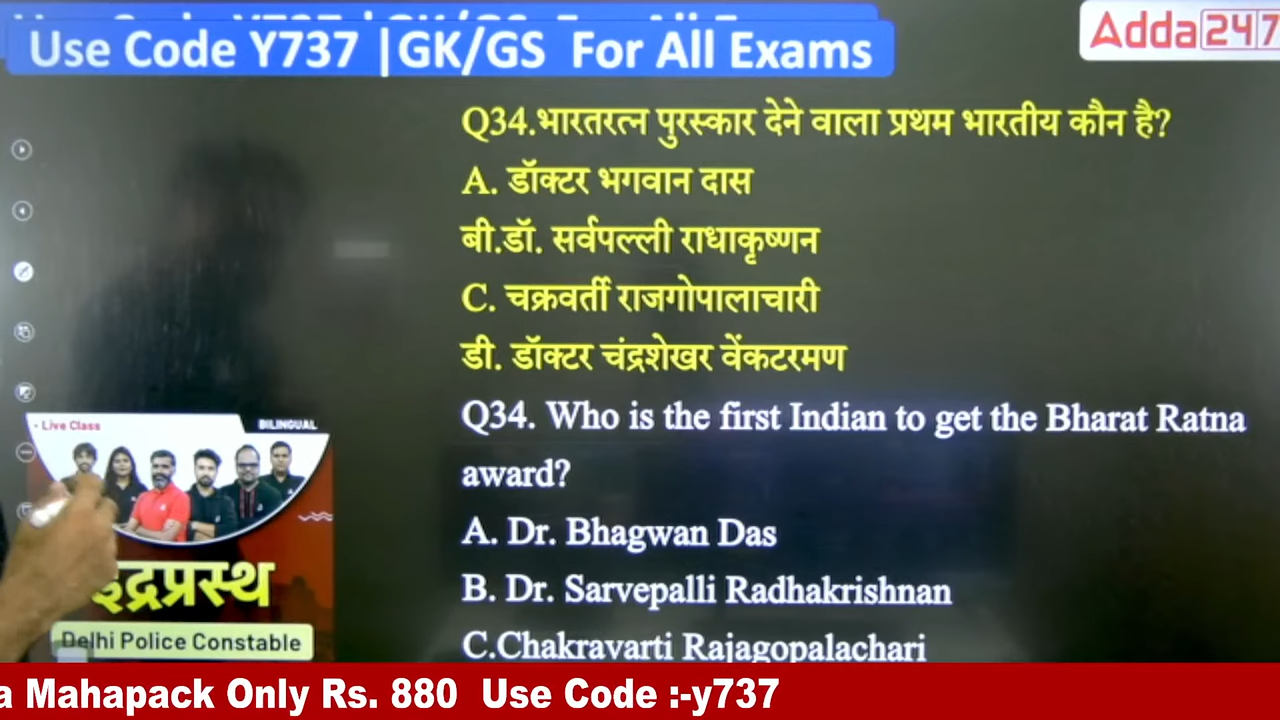 Use Code Y737 |GK/GS For All Exams
Adda247
Q34.भारतरत्न पुरस्कार देने वाला प्रथम भारतीय कौन है?
A. डॉक्टर भगवान दास
बी.डॉ. सर्वपल्ली राधाकृष्णन
C. चक्रवर्ती राजगोपालाचारी
डी. डॉक्टर चंद्रशेखर वेंकटरमण
Q34. Who is the first Indian to get the Bharat Ratna
award?
A. Dr. Bhagwan Das
B. Dr. Sarvepalli Radhakrishnan
C.Chakravarti Rajagopalachari
Live Class
BILINGUAL
इंद्रप्रस्थ
Delhi Police Constable
a Mahapack Only Rs. 880 Use Code :-y737